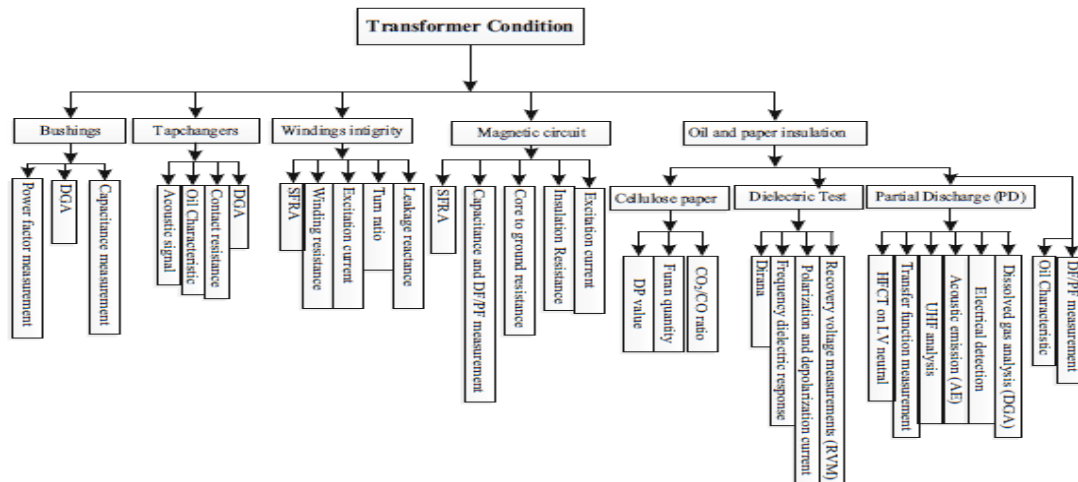 Transformer Condition
Bushings
Tapchangers
Windings intigrity
Magnetic circuit
Oil and paper insulation
Power factor measurement
DGA
Capacitance measurement
Acoustic signal
Oil Characteristic
Contact resistance
DGA
SFRA
Winding resistance
Excitation current
Turn ratio
Leakage reactance
SFRA
Capacitance and DF/PF measurement
Core to ground resistance
Insulation Resistance
Excitation current
Cellulose paper
Dielectric Test
Partial Discharge (PD)
DP value
Furan quantity
CO₂/CO ratio
Dirana
Frequency dielectric response
Polarization and depolarization current
Recovery voltage measurements (RVM)
HFCT on LV neutral
Transfer function measurement
UHF analysis
Acoustic emission (AE)
Electrical detection
Dissolved gas analysis (DGA)
Oil Characteristic
DF/PF measurement